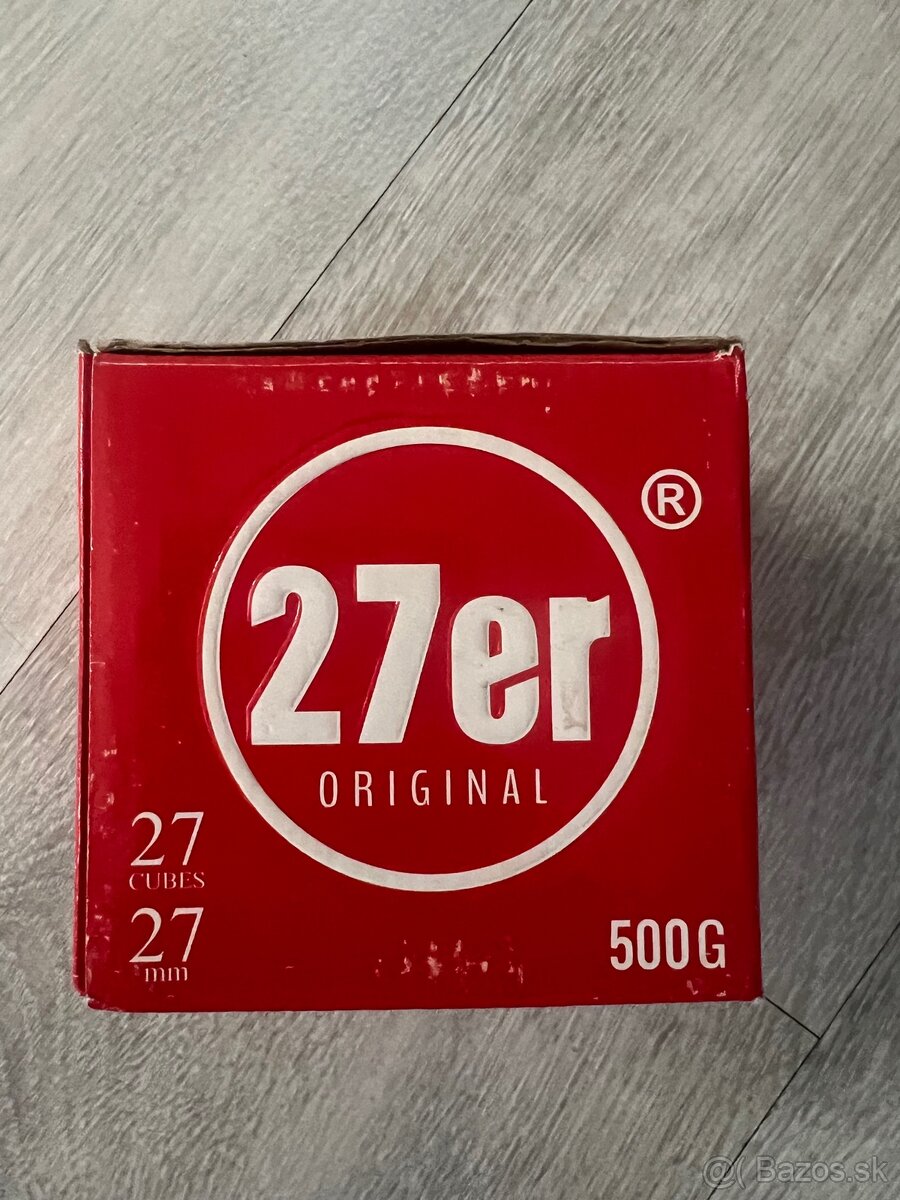 ®
27er
ORIGINAL
27
CUBES
27
mm
500G
@( Bazos.sk